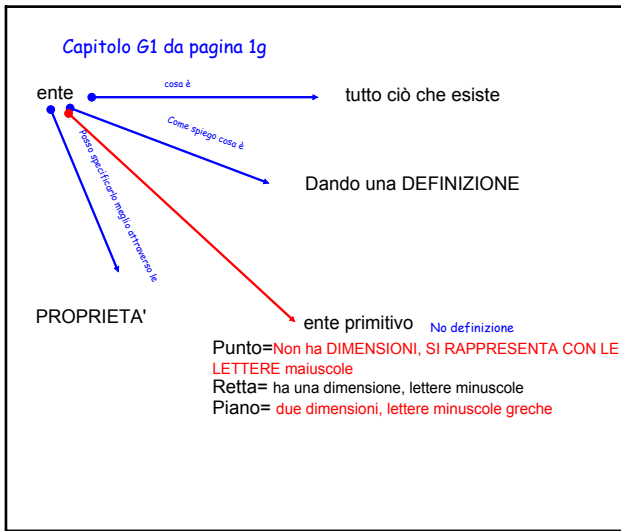 Capitolo G1 da pagina 1g
cosa è
ente
tutto ciò che esiste
Come spiego cosa è
Posso specificarlo meglio attraverso le
Dando una DEFINIZIONE
PROPRIETA'
ente primitivo No definizione
Punto=Non ha DIMENSIONI, SI RAPPRESENTA CON LE
LETTERE maiuscole
Retta= ha una dimensione, lettere minuscole
Piano= due dimensioni, lettere minuscole greche